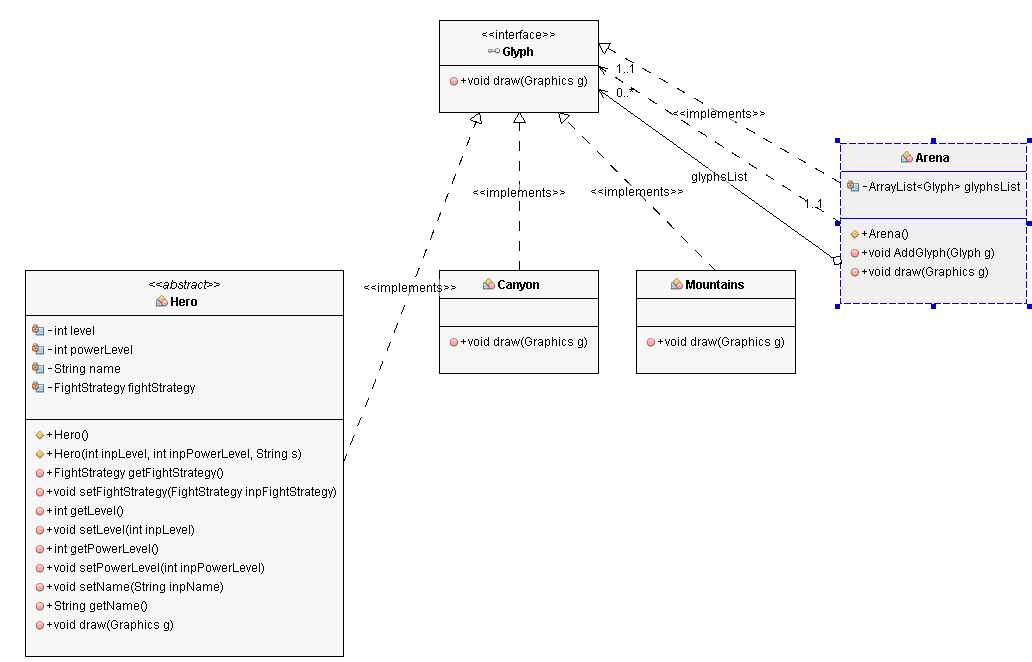 <<interface>>
Glyph
+void draw(Graphics g)
1..1
0..*
<<implements>>
glyphsList
1..1
Arena
-ArrayList<Glyph> glyphsList
+Arena()
+void AddGlyph(Glyph g)
+void draw(Graphics g)
<<implements>>
<<implements>>
<<implements>>
<<abstract>>
Hero
-int level
-int powerLevel
-String name
-FightStrategy fightStrategy
+Hero()
+Hero(int inpLevel, int inpPowerLevel, String s)
+FightStrategy getFightStrategy()
+void setFightStrategy(FightStrategy inpFightStrategy)
+int getLevel()
+void setLevel(int inpLevel)
+int getPowerLevel()
+void setPowerLevel(int inpPowerLevel)
+void setName(String inpName)
+String getName()
+void draw(Graphics g)
Canyon
+void draw(Graphics g)
Mountains
+void draw(Graphics g)